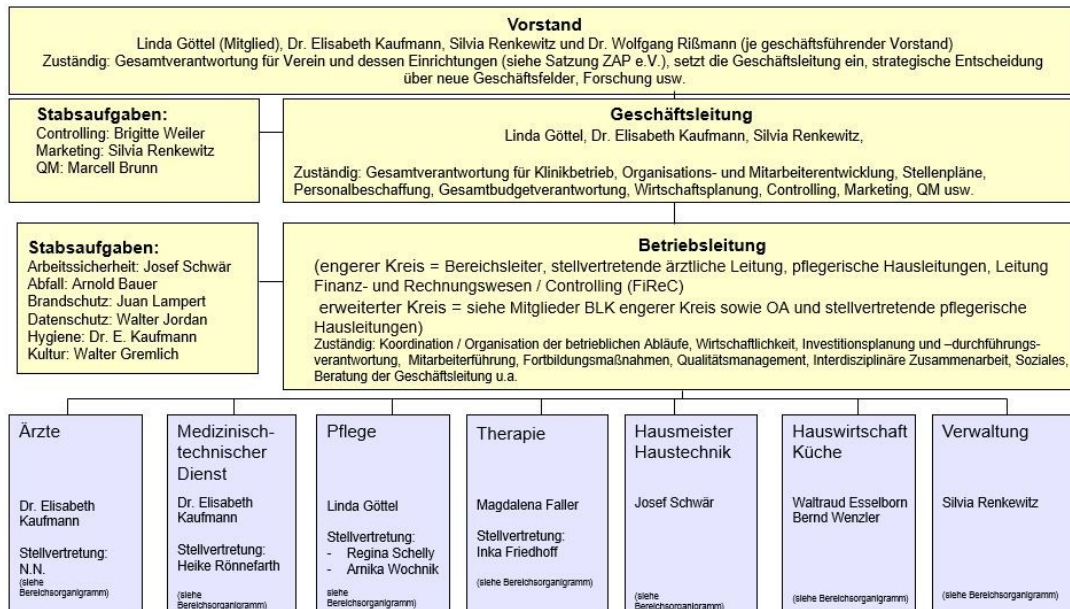 Vorstand
Linda Göttel (Mitglied), Dr. Elisabeth Kaufmann, Silvia Renkewitz und Dr. Wolfgang Rißmann (je geschäftsführender Vorstand)
Zuständig: Gesamtverantwortung für Verein und dessen Einrichtungen (siehe Satzung ZAP e.V.), setzt die Geschäftsleitung ein, strategische Entscheidung
über neue Geschäftsfelder, Forschung usw.
Stabsaufgaben:
Controlling: Brigitte Weiler
Marketing: Silvia Renkewitz
QM: Marcell Brunn
Geschäftsleitung
Linda Göttel, Dr. Elisabeth Kaufmann, Silvia Renkewitz,
Zuständig: Gesamtverantwortung für Klinikbetrieb, Organisations- und Mitarbeiterentwicklung, Stellenpläne,
Personalbeschaffung, Gesamtbudgetverantwortung, Wirtschaftsplanung, Controlling, Marketing, QM usw.
Stabsaufgaben:
Arbeitssicherheit: Josef Schwär
Abfall: Arnold Bauer
Brandschutz: Juan Lampert
Datenschutz: Walter Jordan
Hygiene: Dr. E. Kaufmann
Kultur: Walter Gremlich
Betriebsleitung
(engerer Kreis = Bereichsleiter, stellvertretende ärztliche Leitung, pflegerische Hausleitungen, Leitung
Finanz- und Rechnungswesen / Controlling (FiReC)
erweiterter Kreis = siehe Mitglieder BLK engerer Kreis sowie OA und stellvertretende pflegerische
Hausleitungen)
Zuständig: Koordination / Organisation der betrieblichen Abläufe, Wirtschaftlichkeit, Investitionsplanung und –durchführungs-
verantwortung, Mitarbeiterführung, Fortbildungsmaßnahmen, Qualitätsmanagement, Interdisziplinäre Zusammenarbeit, Soziales,
Beratung der Geschäftsleitung u.a.
Ärzte
Dr. Elisabeth
Kaufmann
Stellvertretung:
N.N.
(siehe
Bereichsorganigramm)
Medizinisch-
technischer
Dienst
Dr. Elisabeth
Kaufmann
Stellvertretung:
Heike Rönnefarth
(siehe
Bereichsorganigramm)
Pflege
Linda Göttel
Stellvertretung:
- Regina Schelly
- Arnika Wochnik
siehe
Bereichsorganigramm)
Therapie
Magdalena Faller
Stellvertretung:
Inka Friedhoff
(siehe Bereichsorganigramm)
Hausmeister
Haustechnik
Josef Schwär
(siehe
Bereichsorganigramm)
Hauswirtschaft
Küche
Waltraud Esselborn
Bernd Wenzler
(siehe Bereichsorganigramm)
Verwaltung
Silvia Renkewitz
(siehe Bereichsorganigramm)